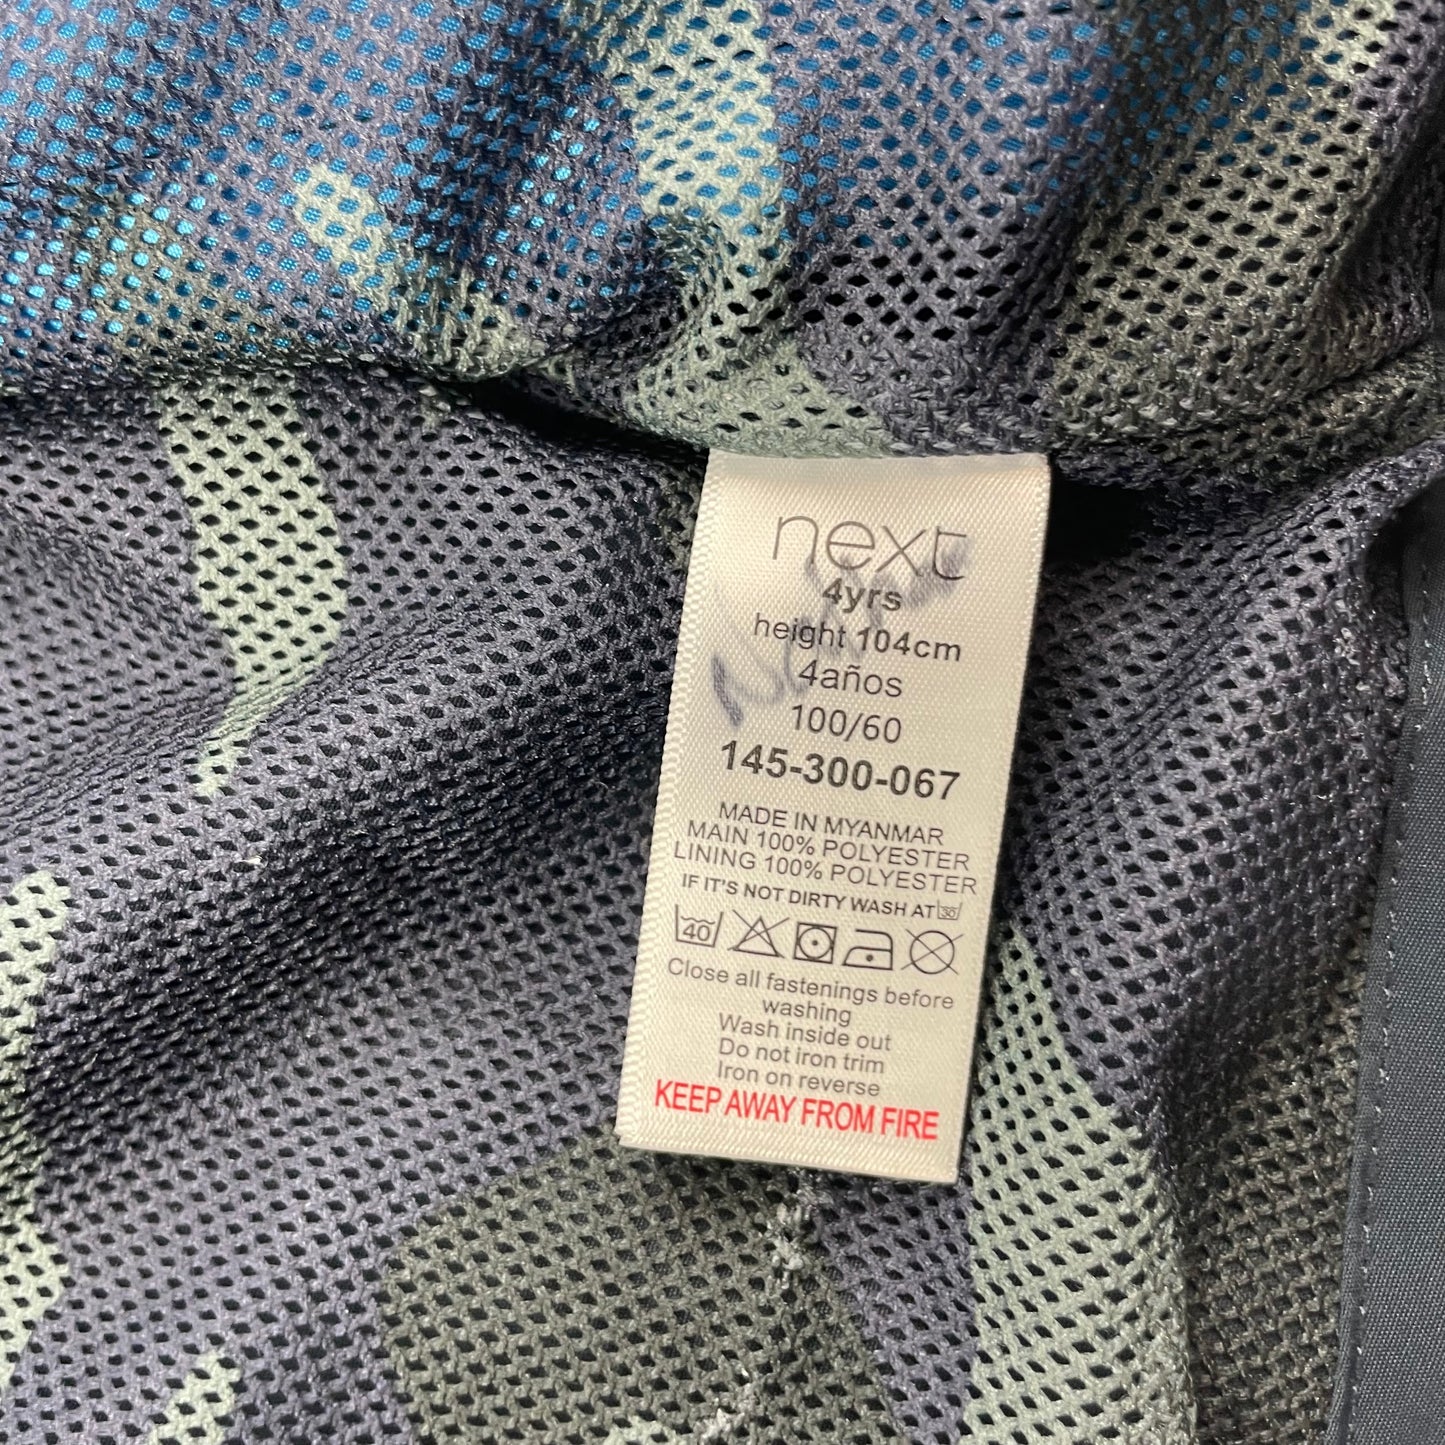 next
4yrs
height 104cm
4años
100/60
145-300-067
MADE IN MYANMAR
MAIN 100% POLYESTER
LINING 100% POLYESTER
IF IT'S NOT DIRTY WASH AT 30
40
Close all fastenings before
washing
Wash inside out
Do not iron trim
Iron on reverse
KEEP AWAY FROM FIRE